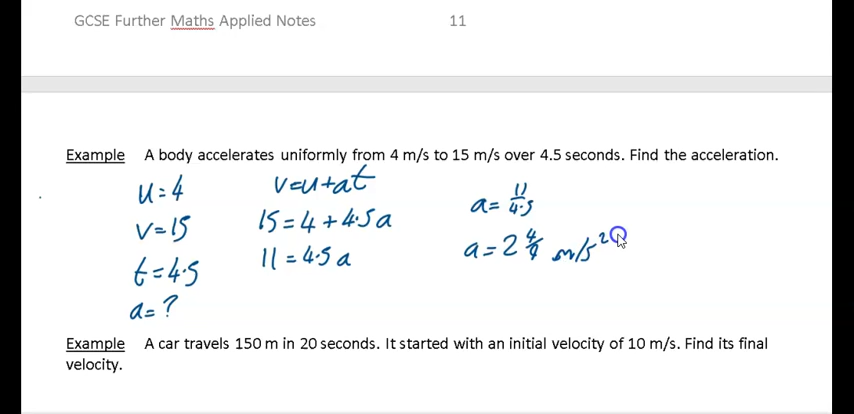 GCSE Further Maths Applied Notes 11
Example A body accelerates uniformly from 4 m/s to 15 m/s over 4.5 seconds. Find the acceleration.
u = 4
v = 15
t = 4.5
a = ?
v = u + at
15 = 4 + 4.5a
11 = 4.5a
a = 11/4.5
a = 2 4/9 m/s²
Example A car travels 150 m in 20 seconds. It started with an initial velocity of 10 m/s. Find its final
velocity.